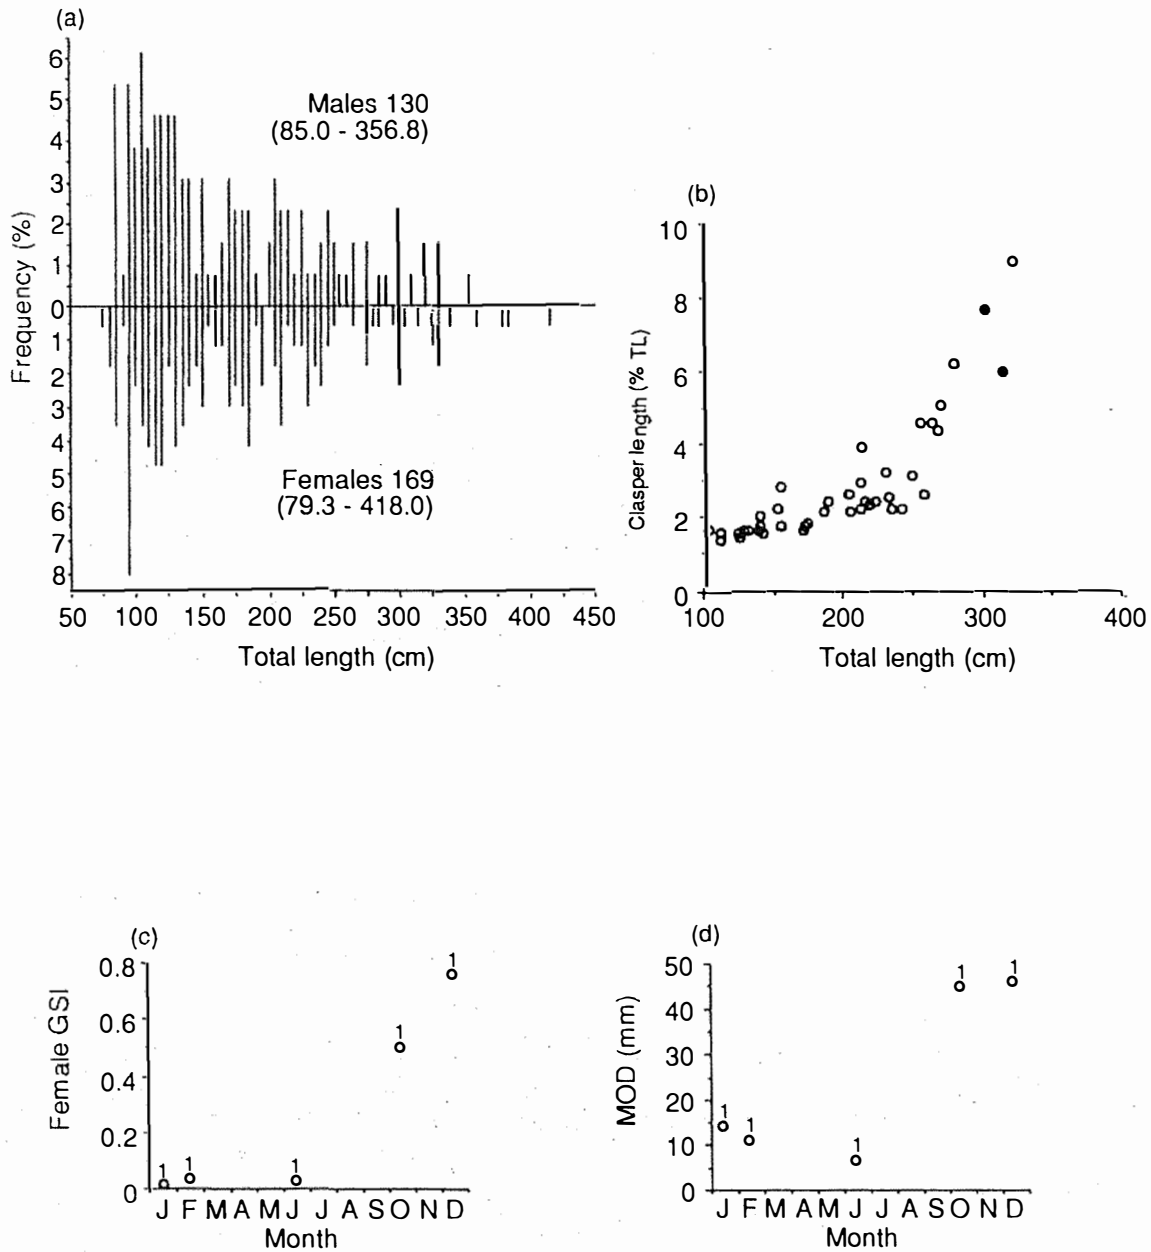 (a)
6
5
4
3
2
1
0
1
2
3
4
5
6
7
8
Frequency (%)
Males 130
(85.0 - 356.8)
Females 169
(79.3 - 418.0)
50 100 150 200 250 300 350 400 450
Total length (cm)
(b)
10
8
6
4
2
0
Clasper length (% TL)
100 200 300 400
Total length (cm)
(c)
0.8
0.6
0.4
0.2
0
Female GSI
1 1 1 1 1
J F M A M J J A S O N D
Month
(d)
50
40
30
20
10
0
MOD (mm)
1 1 1 1 1
J F M A M J J A S O N D
Month